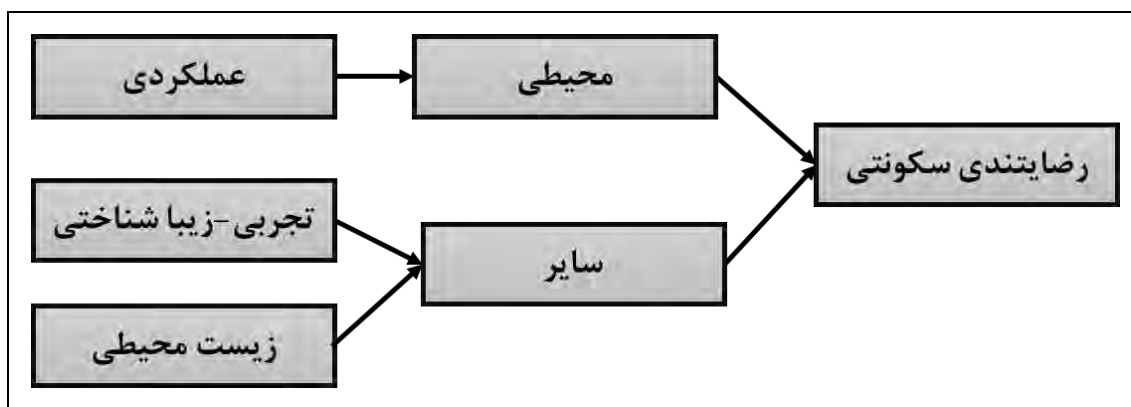 عملکردی
محیطی
رضایتندی سکونتی
تجربی-زیبا شناختی
سایر
زیست محیطی